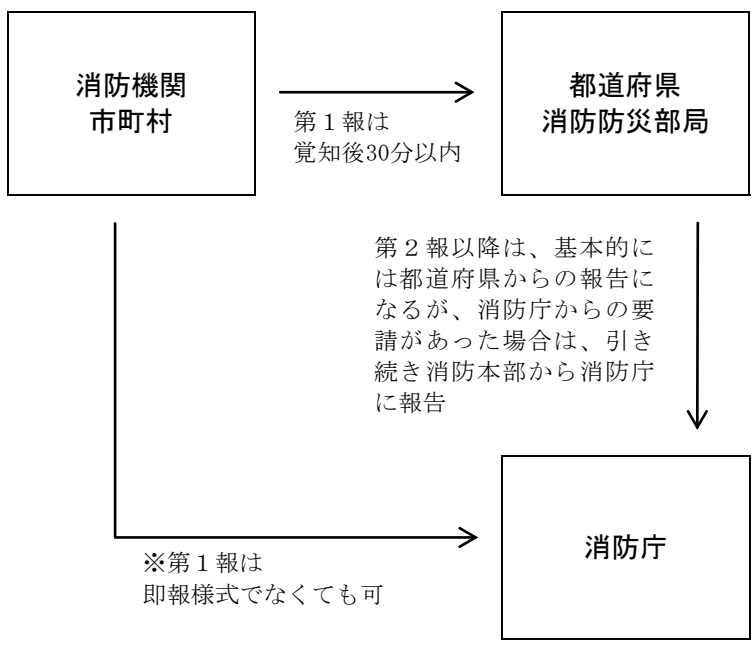 消防機関
市町村
都道府県
消防防災部局
第１報は
覚知後30分以内
第２報以降は、基本的に
は都道府県からの報告に
なるが、消防庁からの要
請があった場合は、引き
続き消防本部から消防庁
に報告
消防庁
※第１報は
即報様式でなくても可